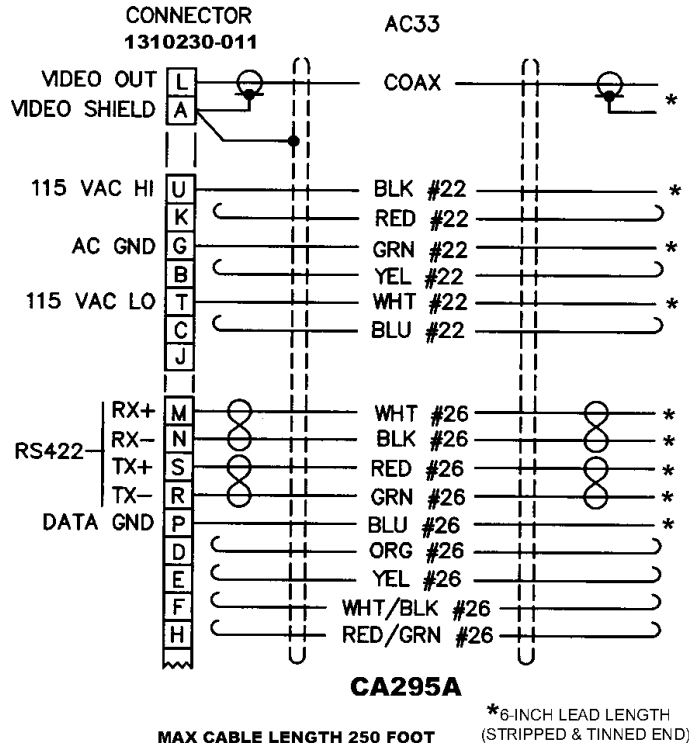 CONNECTOR
1310230-011
AC33
VIDEO OUT L COAX
VIDEO SHIELD A *
115 VAC HI U BLK #22 *
K RED #22
AC GND G GRN #22 *
B YEL #22
115 VAC LO T WHT #22 *
C BLU #22
J
RX+ M WHT #26 *
RX- N BLK #26 *
RS422
TX+ S RED #26 *
TX- R GRN #26 *
DATA GND P BLU #26 *
D ORG #26
E YEL #26
F WHT/BLK #26
H RED/GRN #26
CA295A
*6-INCH LEAD LENGTH
(STRIPPED & TINNED END)
MAX CABLE LENGTH 250 FOOT